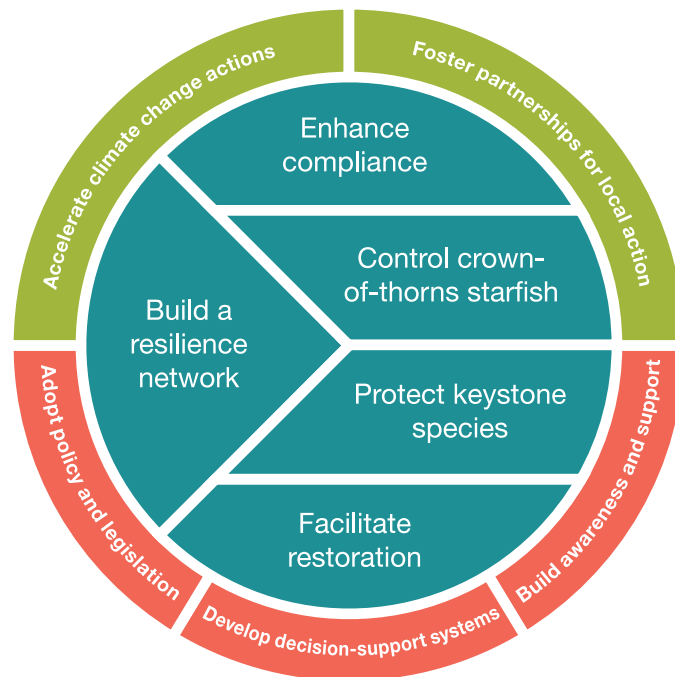 Accelerate climate change actions
Foster partnerships for local action
Enhance
compliance
Control crown-
of-thorns starfish
Build a
resilience
network
Protect keystone
species
Facilitate
restoration
Adopt policy and legislation
Develop decision-support systems
Build awareness and support